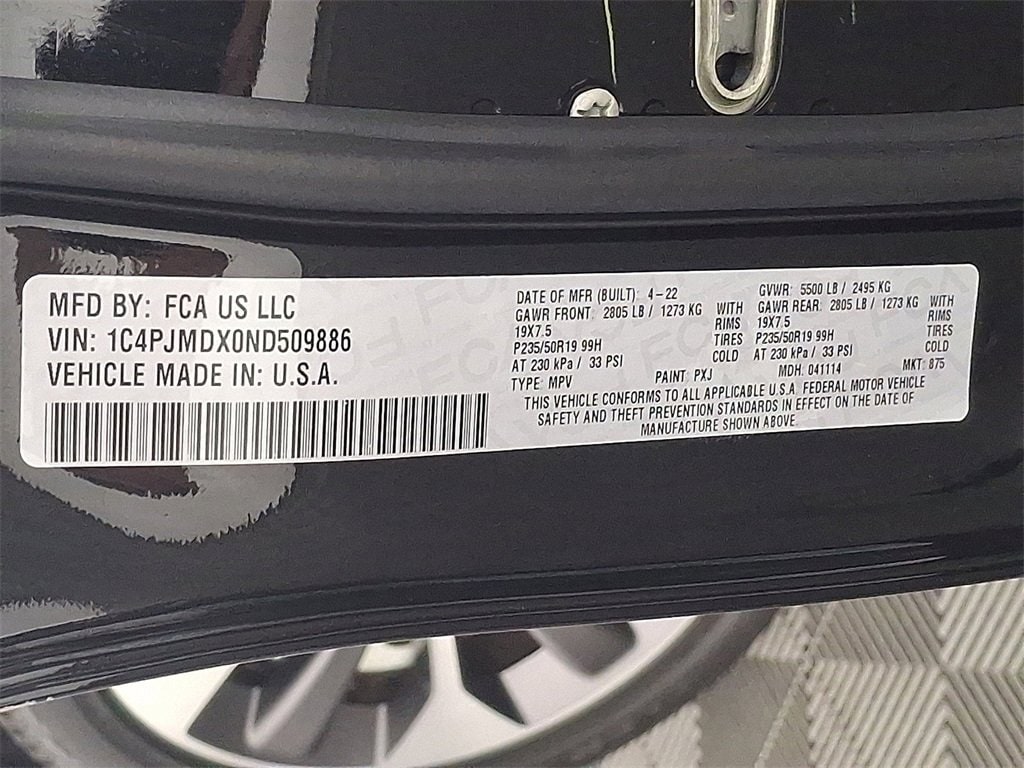 MFD BY: FCA US LLC
VIN: 1C4PJMDX0ND509886
VEHICLE MADE IN: U.S.A.
DATE OF MFR (BUILT): 4-22
GAWR FRONT: 2805 LB / 1273 KG WITH
19X7.5 RIMS
P235/50R19 99H TIRES
AT 230 kPa / 33 PSI COLD
GVWR: 5500 LB / 2495 KG
GAWR REAR: 2805 LB / 1273 KG WITH
19X7.5 RIMS
P235/50R19 99H TIRES
AT 230 kPa / 33 PSI COLD
TYPE: MPV PAINT: PXJ MDH: 041114 MKT: 875
THIS VEHICLE CONFORMS TO ALL APPLICABLE U.S.A. FEDERAL MOTOR VEHICLE
SAFETY AND THEFT PREVENTION STANDARDS IN EFFECT ON THE DATE OF
MANUFACTURE SHOWN ABOVE.